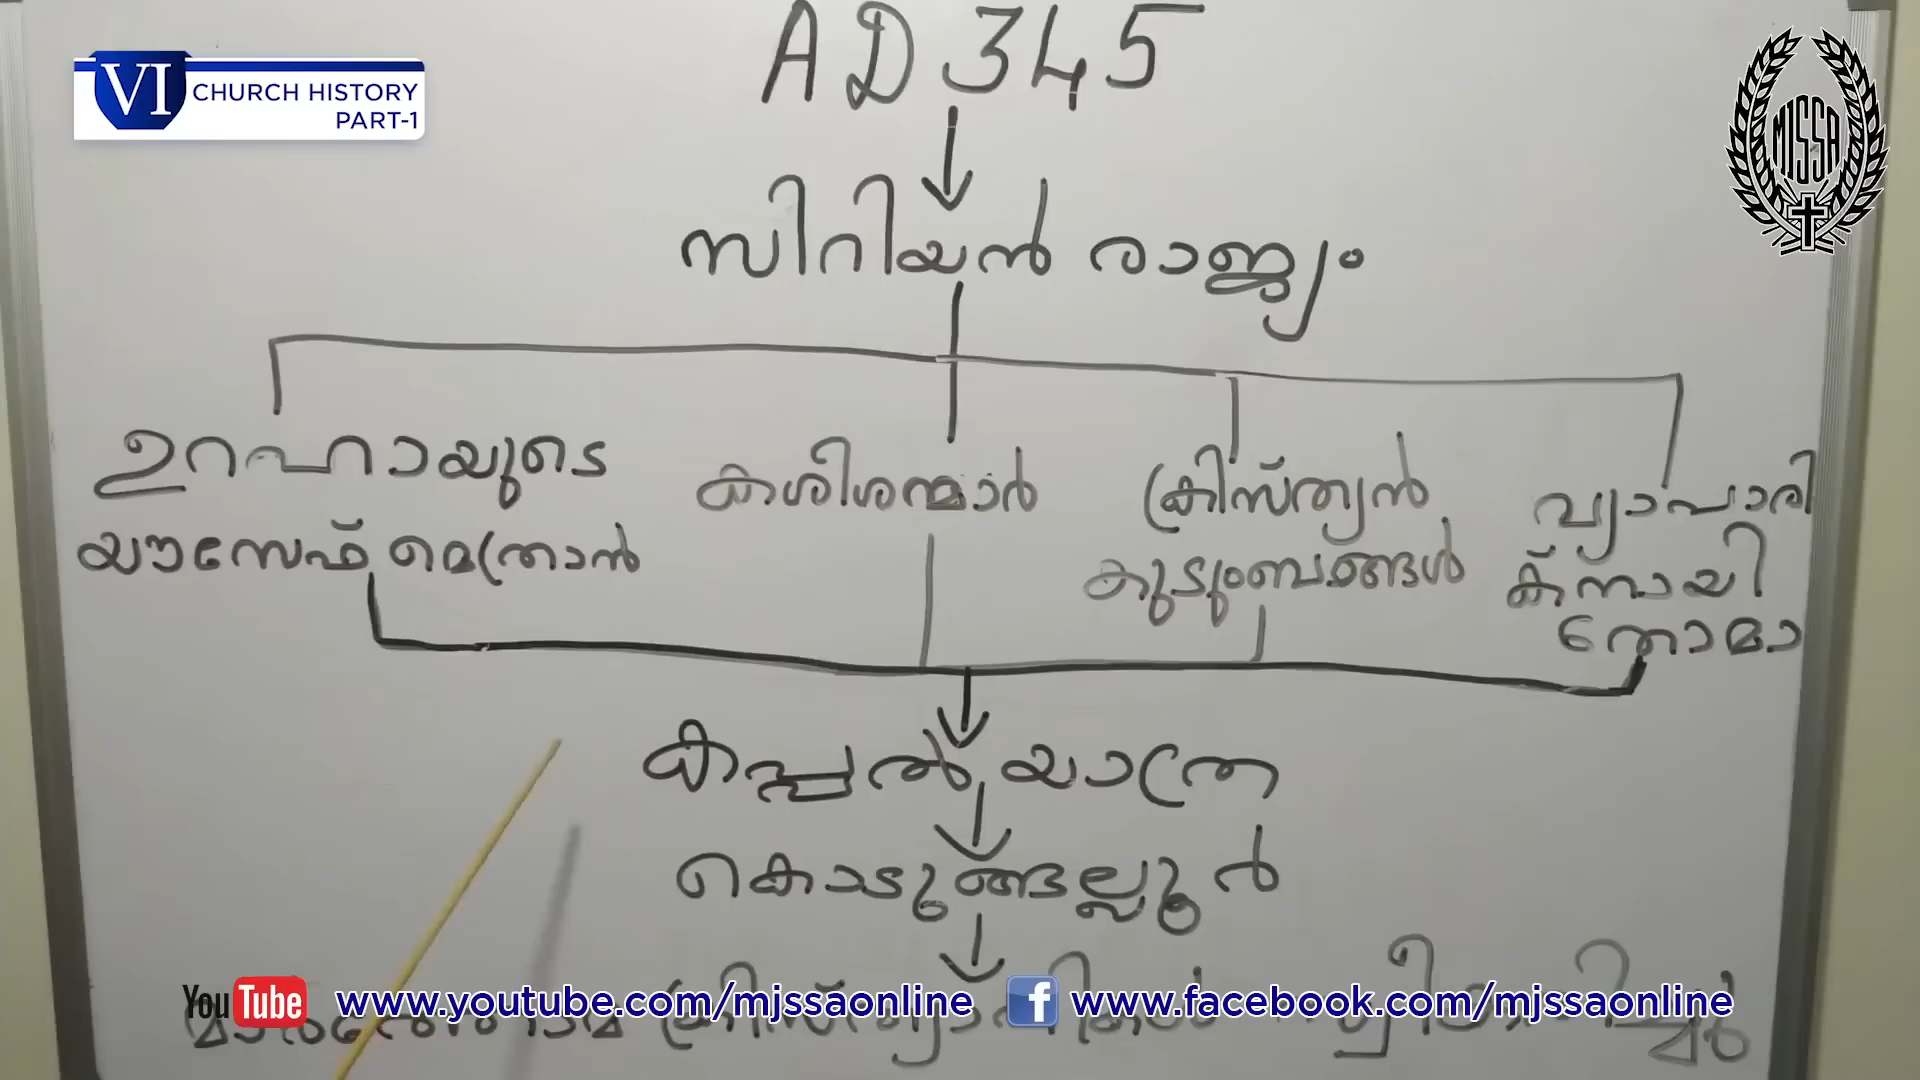 AD 345
VI CHURCH HISTORY
PART-1
MJSSA
സിറിയൻ രാജ്യം
ഉറഹായുടെ
യൗസേഫ് മെത്രാൻ
കശീശന്മാർ
ക്രിസ്ത്യൻ
കുടുംബങ്ങൾ
വ്യാപാരി
ക്നായി
തോമാ
കപ്പൽ യാത്ര
കൊടുങ്ങല്ലൂർ
YouTube www.youtube.com/mjssaonline f www.facebook.com/mjssaonline